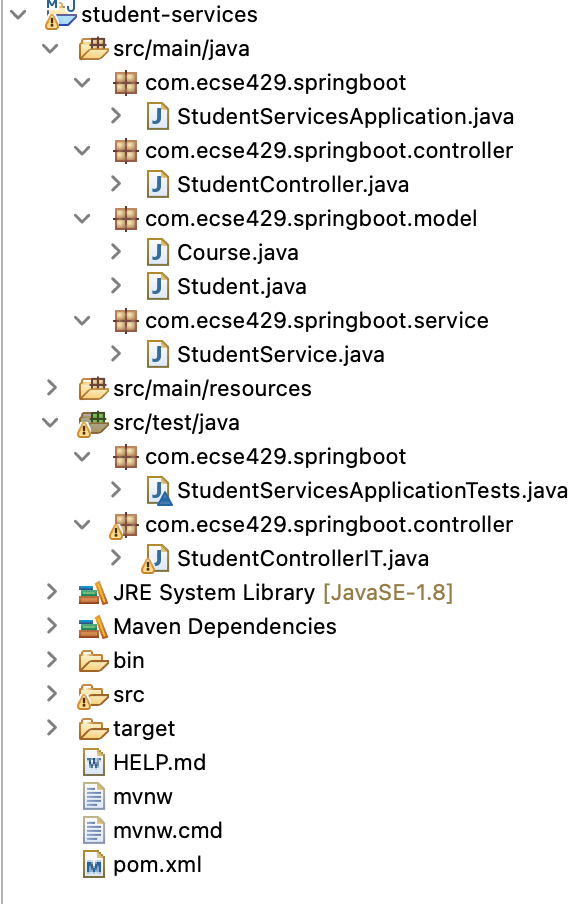 student-services
src/main/java
com.ecse429.springboot
StudentServicesApplication.java
com.ecse429.springboot.controller
StudentController.java
com.ecse429.springboot.model
Course.java
Student.java
com.ecse429.springboot.service
StudentService.java
src/main/resources
src/test/java
com.ecse429.springboot
StudentServicesApplicationTests.java
com.ecse429.springboot.controller
StudentControllerIT.java
JRE System Library [JavaSE-1.8]
Maven Dependencies
bin
src
target
HELP.md
mvnw
mvnw.cmd
pom.xml